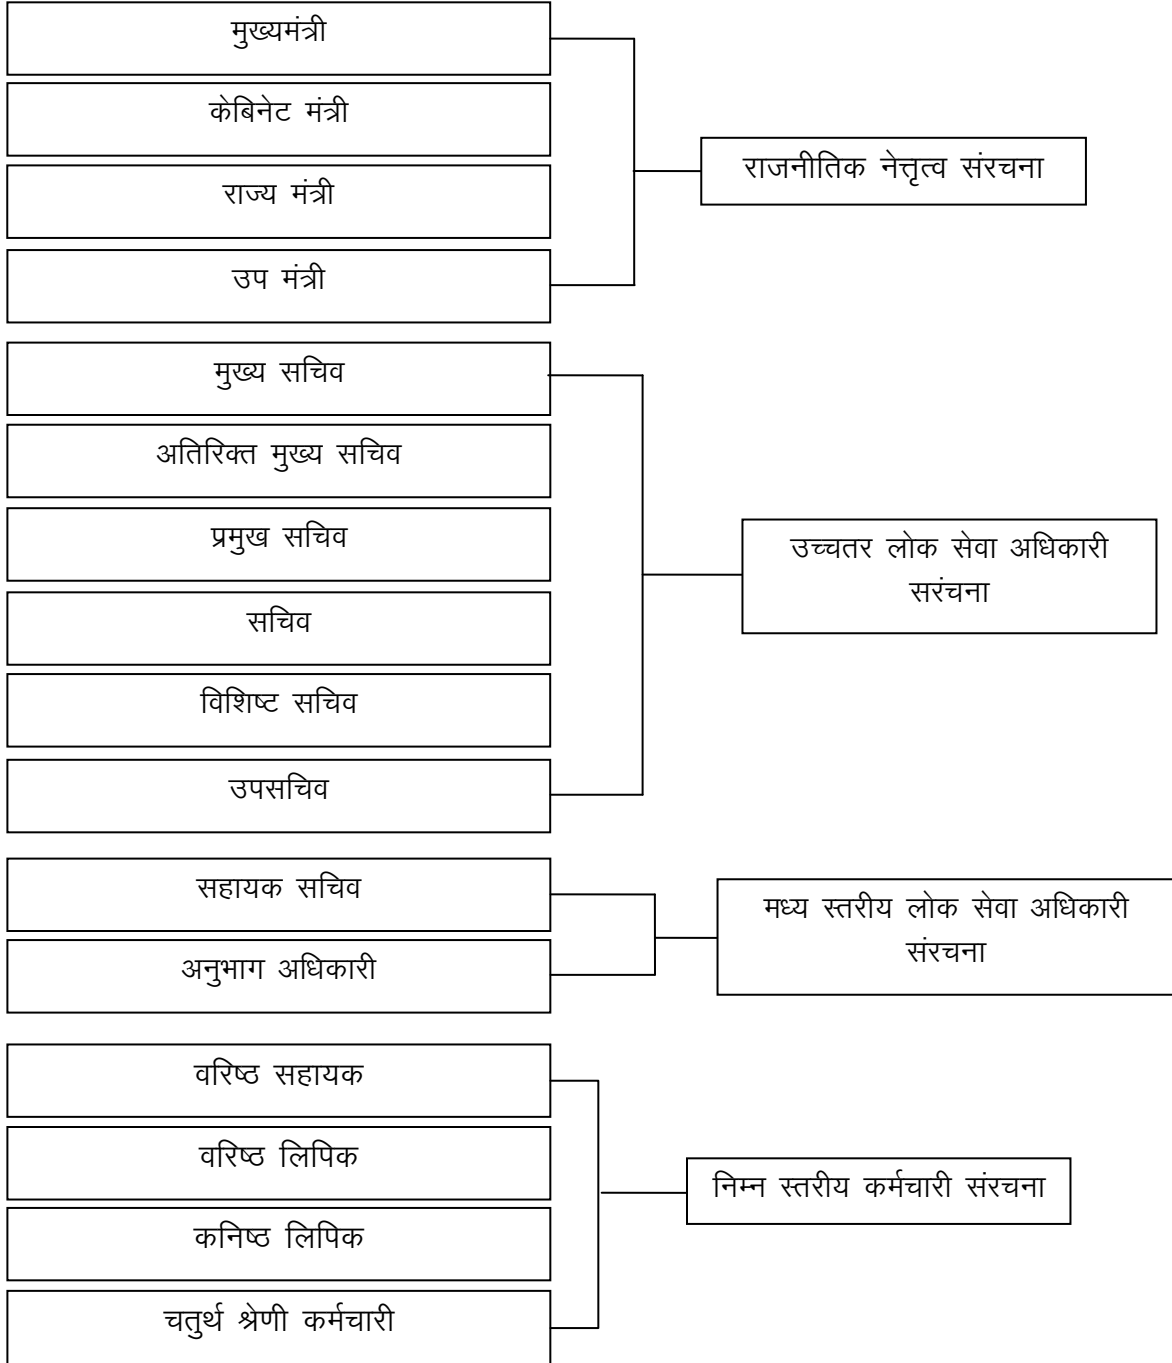 मुख्यमंत्री
केबिनेट मंत्री
राज्य मंत्री
उप मंत्री
राजनीतिक नेत्तृत्व संरचना
मुख्य सचिव
अतिरिक्त मुख्य सचिव
प्रमुख सचिव
सचिव
विशिष्ट सचिव
उपसचिव
उच्चतर लोक सेवा अधिकारी
सरंचना
सहायक सचिव
अनुभाग अधिकारी
मध्य स्तरीय लोक सेवा अधिकारी
संरचना
वरिष्ठ सहायक
वरिष्ठ लिपिक
कनिष्ठ लिपिक
चतुर्थ श्रेणी कर्मचारी
निम्न स्तरीय कर्मचारी संरचना